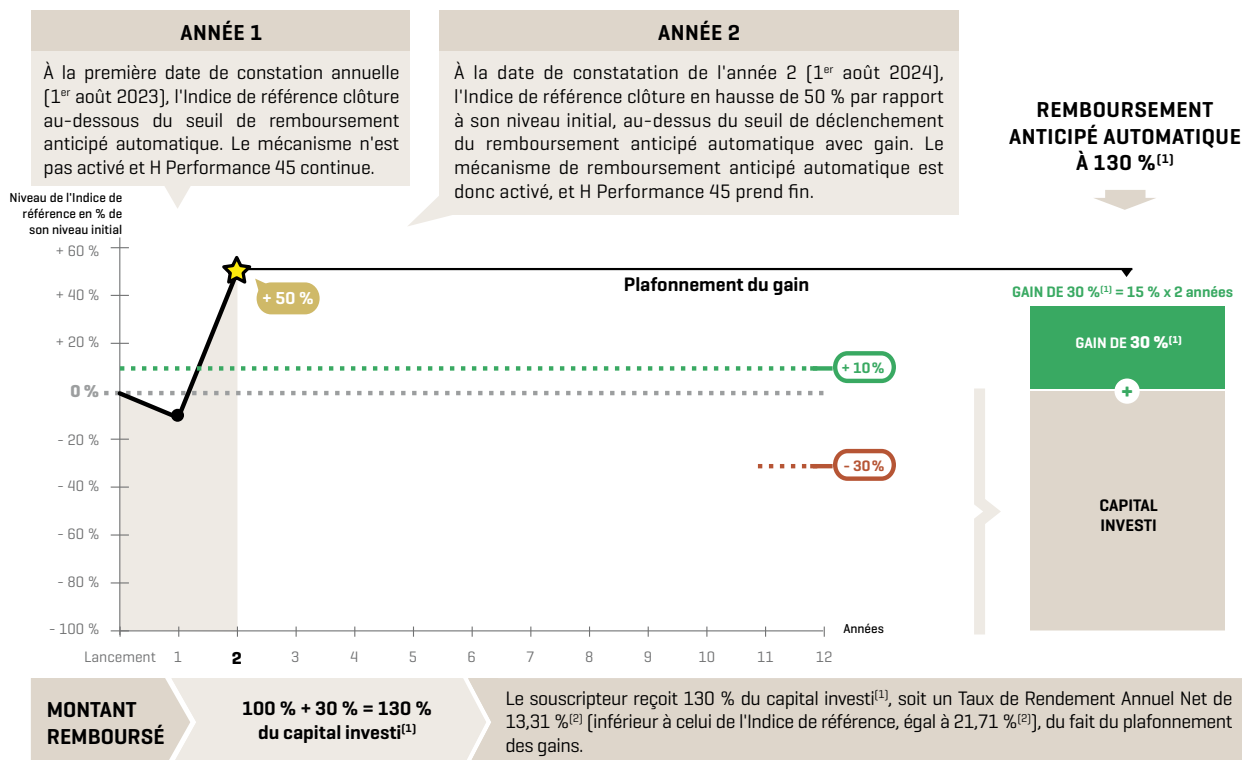 ANNÉE 1
À la première date de constation annuelle
(1er août 2023), l'Indice de référence clôture
au-dessous du seuil de remboursement
anticipé automatique. Le mécanisme n'est
pas activé et H Performance 45 continue.
ANNÉE 2
À la date de constatation de l'année 2 (1er août 2024),
l'Indice de référence clôture en hausse de 50 % par rapport
à son niveau initial, au-dessus du seuil de déclenchement
du remboursement anticipé automatique avec gain. Le
mécanisme de remboursement anticipé automatique est
donc activé, et H Performance 45 prend fin.
REMBOURSEMENT
ANTICIPÉ AUTOMATIQUE
À 130 %(1)
Niveau de l'Indice de
référence en % de
son niveau initial
+ 60 %
+ 40 %
+ 20 %
0 %
- 20 %
- 40 %
- 60 %
- 80 %
- 100 %
+ 50 %
Plafonnement du gain
+ 10%
- 30%
Années
Lancement 1 2 3 4 5 6 7 8 9 10 11 12
GAIN DE 30 %(1) = 15 % x 2 années
GAIN DE 30 %(1)
+
CAPITAL
INVESTI
MONTANT
REMBOURSÉ
100 % + 30 % = 130 %
du capital investi(1)
Le souscripteur reçoit 130 % du capital investi(1), soit un Taux de Rendement Annuel Net de
13,31 %(2) (inférieur à celui de l'Indice de référence, égal à 21,71 %(2)), du fait du plafonnement
des gains.